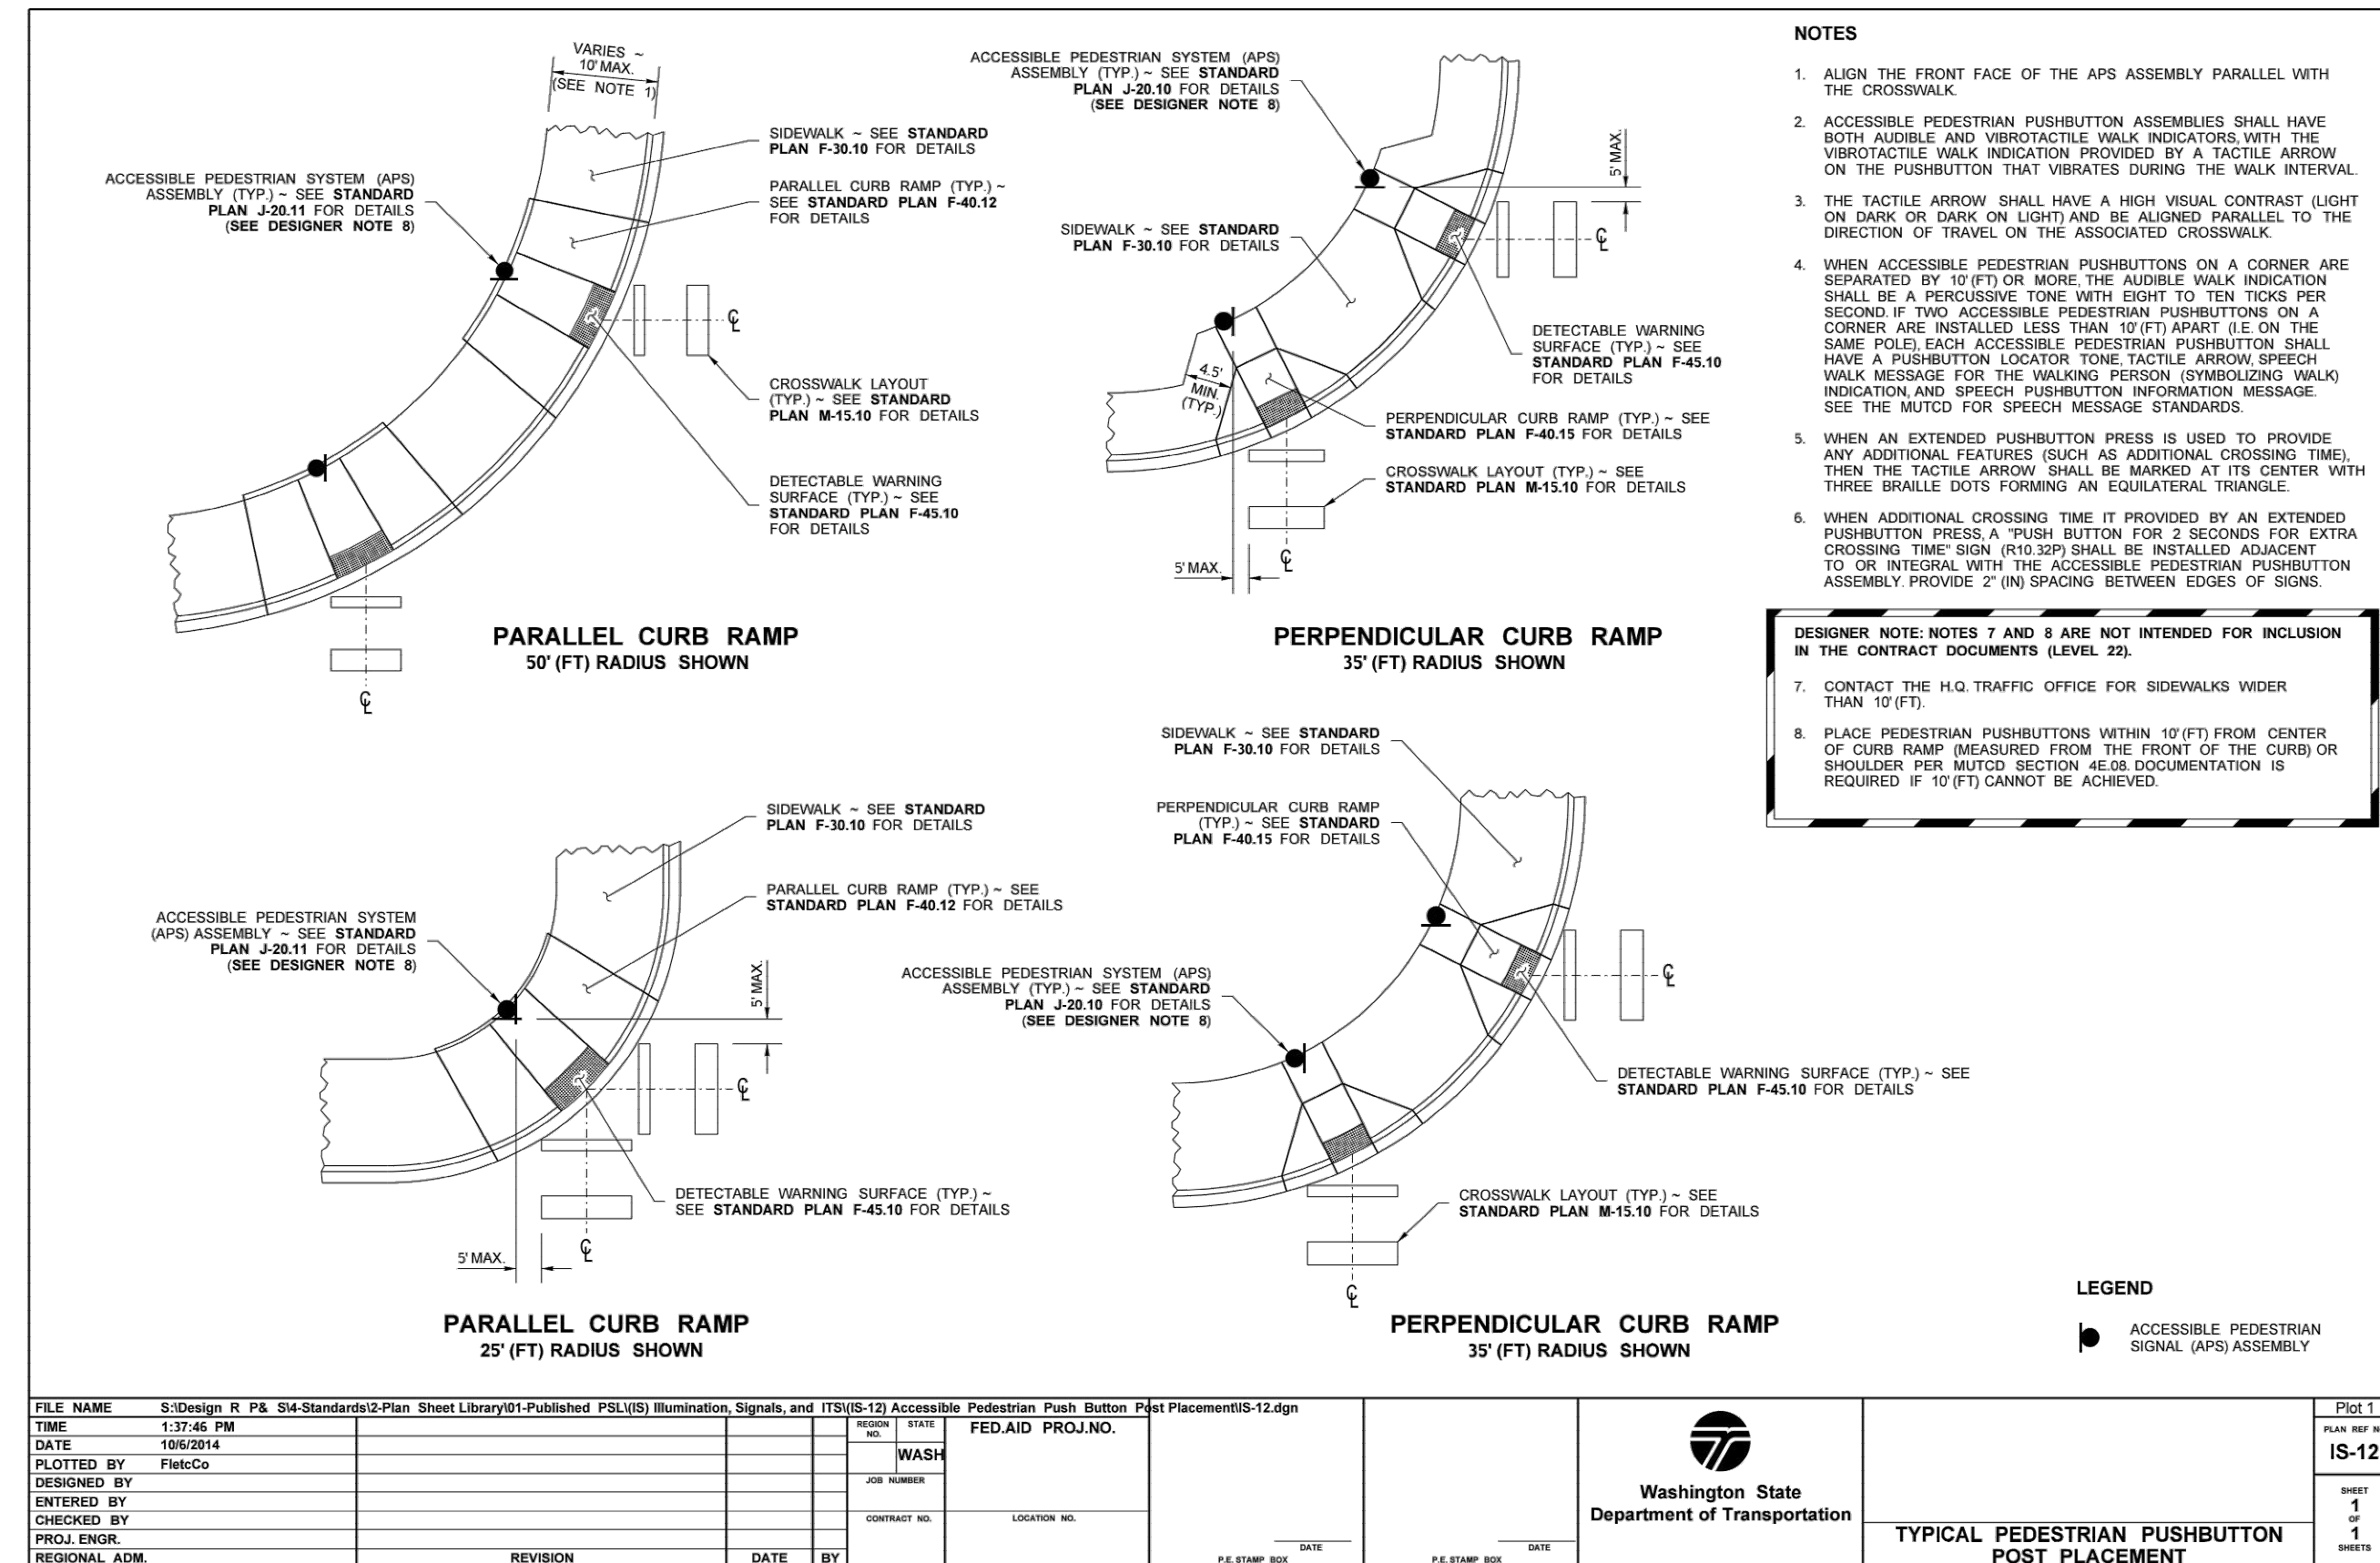 VARIES ~
10' MAX.
(SEE NOTE 1)
SIDEWALK ~ SEE STANDARD
PLAN F-30.10 FOR DETAILS
ACCESSIBLE PEDESTRIAN SYSTEM (APS)
ASSEMBLY (TYP.) ~ SEE STANDARD
PLAN J-20.11 FOR DETAILS
(SEE DESIGNER NOTE 8)
PARALLEL CURB RAMP (TYP.) ~
SEE STANDARD PLAN F-40.12
FOR DETAILS
℄
CROSSWALK LAYOUT
(TYP.) ~ SEE STANDARD
PLAN M-15.10 FOR DETAILS
DETECTABLE WARNING
SURFACE (TYP.) ~ SEE
STANDARD PLAN F-45.10
FOR DETAILS
℄
PARALLEL CURB RAMP
50' (FT) RADIUS SHOWN
ACCESSIBLE PEDESTRIAN SYSTEM (APS)
ASSEMBLY (TYP.) ~ SEE STANDARD
PLAN J-20.10 FOR DETAILS
(SEE DESIGNER NOTE 8)
5' MAX.
SIDEWALK ~ SEE STANDARD
PLAN F-30.10 FOR DETAILS
℄
DETECTABLE WARNING
SURFACE (TYP.) ~ SEE
STANDARD PLAN F-45.10
FOR DETAILS
4.5'
MIN.
(TYP.)
PERPENDICULAR CURB RAMP (TYP.) ~ SEE
STANDARD PLAN F-40.15 FOR DETAILS
CROSSWALK LAYOUT (TYP.) ~ SEE
STANDARD PLAN M-15.10 FOR DETAILS
5' MAX.
℄
PERPENDICULAR CURB RAMP
35' (FT) RADIUS SHOWN
NOTES
1. ALIGN THE FRONT FACE OF THE APS ASSEMBLY PARALLEL WITH
THE CROSSWALK.
2. ACCESSIBLE PEDESTRIAN PUSHBUTTON ASSEMBLIES SHALL HAVE
BOTH AUDIBLE AND VIBROTACTILE WALK INDICATORS, WITH THE
VIBROTACTILE WALK INDICATION PROVIDED BY A TACTILE ARROW
ON THE PUSHBUTTON THAT VIBRATES DURING THE WALK INTERVAL.
3. THE TACTILE ARROW SHALL HAVE A HIGH VISUAL CONTRAST (LIGHT
ON DARK OR DARK ON LIGHT) AND BE ALIGNED PARALLEL TO THE
DIRECTION OF TRAVEL ON THE ASSOCIATED CROSSWALK.
4. WHEN ACCESSIBLE PEDESTRIAN PUSHBUTTONS ON A CORNER ARE
SEPARATED BY 10' (FT) OR MORE, THE AUDIBLE WALK INDICATION
SHALL BE A PERCUSSIVE TONE WITH EIGHT TO TEN TICKS PER
SECOND. IF TWO ACCESSIBLE PEDESTRIAN PUSHBUTTONS ON A
CORNER ARE INSTALLED LESS THAN 10' (FT) APART (I.E. ON THE
SAME POLE), EACH ACCESSIBLE PEDESTRIAN PUSHBUTTON SHALL
HAVE A PUSHBUTTON LOCATOR TONE, TACTILE ARROW, SPEECH
WALK MESSAGE FOR THE WALKING PERSON (SYMBOLIZING WALK)
INDICATION, AND SPEECH PUSHBUTTON INFORMATION MESSAGE.
SEE THE MUTCD FOR SPEECH MESSAGE STANDARDS.
5. WHEN AN EXTENDED PUSHBUTTON PRESS IS USED TO PROVIDE
ANY ADDITIONAL FEATURES (SUCH AS ADDITIONAL CROSSING TIME),
THEN THE TACTILE ARROW SHALL BE MARKED AT ITS CENTER WITH
THREE BRAILLE DOTS FORMING AN EQUILATERAL TRIANGLE.
6. WHEN ADDITIONAL CROSSING TIME IT PROVIDED BY AN EXTENDED
PUSHBUTTON PRESS, A "PUSH BUTTON FOR 2 SECONDS FOR EXTRA
CROSSING TIME" SIGN (R10.32P) SHALL BE INSTALLED ADJACENT
TO OR INTEGRAL WITH THE ACCESSIBLE PEDESTRIAN PUSHBUTTON
ASSEMBLY. PROVIDE 2" (IN) SPACING BETWEEN EDGES OF SIGNS.
DESIGNER NOTE: NOTES 7 AND 8 ARE NOT INTENDED FOR INCLUSION
IN THE CONTRACT DOCUMENTS (LEVEL 22).
7. CONTACT THE H.Q. TRAFFIC OFFICE FOR SIDEWALKS WIDER
THAN 10' (FT).
8. PLACE PEDESTRIAN PUSHBUTTONS WITHIN 10' (FT) FROM CENTER
OF CURB RAMP (MEASURED FROM THE FRONT OF THE CURB) OR
SHOULDER PER MUTCD SECTION 4E.08. DOCUMENTATION IS
REQUIRED IF 10' (FT) CANNOT BE ACHIEVED.
SIDEWALK ~ SEE STANDARD
PLAN F-30.10 FOR DETAILS
PARALLEL CURB RAMP (TYP.) ~ SEE
STANDARD PLAN F-40.12 FOR DETAILS
ACCESSIBLE PEDESTRIAN SYSTEM
(APS) ASSEMBLY ~ SEE STANDARD
PLAN J-20.11 FOR DETAILS
(SEE DESIGNER NOTE 8)
5' MAX.
℄
DETECTABLE WARNING SURFACE (TYP.) ~
SEE STANDARD PLAN F-45.10 FOR DETAILS
5' MAX.
℄
PARALLEL CURB RAMP
25' (FT) RADIUS SHOWN
SIDEWALK ~ SEE STANDARD
PLAN F-30.10 FOR DETAILS
PERPENDICULAR CURB RAMP
(TYP.) ~ SEE STANDARD
PLAN F-40.15 FOR DETAILS
ACCESSIBLE PEDESTRIAN SYSTEM (APS)
ASSEMBLY (TYP.) ~ SEE STANDARD
PLAN J-20.10 FOR DETAILS
(SEE DESIGNER NOTE 8)
℄
DETECTABLE WARNING SURFACE (TYP.) ~ SEE
STANDARD PLAN F-45.10 FOR DETAILS
CROSSWALK LAYOUT (TYP.) ~ SEE
STANDARD PLAN M-15.10 FOR DETAILS
℄
PERPENDICULAR CURB RAMP
35' (FT) RADIUS SHOWN
LEGEND
ACCESSIBLE PEDESTRIAN
SIGNAL (APS) ASSEMBLY
FILE NAME S:\Design R P& S\4-Standards\2-Plan Sheet Library\01-Published PSL\(IS) Illumination, Signals, and ITS\(IS-12) Accessible Pedestrian Push Button Post Placement\IS-12.dgn
TIME 1:37:46 PM
DATE 10/6/2014
PLOTTED BY FletcCo
DESIGNED BY
ENTERED BY
CHECKED BY
PROJ. ENGR.
REGIONAL ADM.
REVISION DATE BY
REGION NO.
STATE
WASH
JOB NUMBER
CONTRACT NO.
FED.AID PROJ.NO.
LOCATION NO.
DATE
P.E. STAMP BOX
DATE
P.E. STAMP BOX
Washington State
Department of Transportation
TYPICAL PEDESTRIAN PUSHBUTTON
POST PLACEMENT
Plot 1
PLAN REF N
IS-12
SHEET
1
OF
1
SHEETS